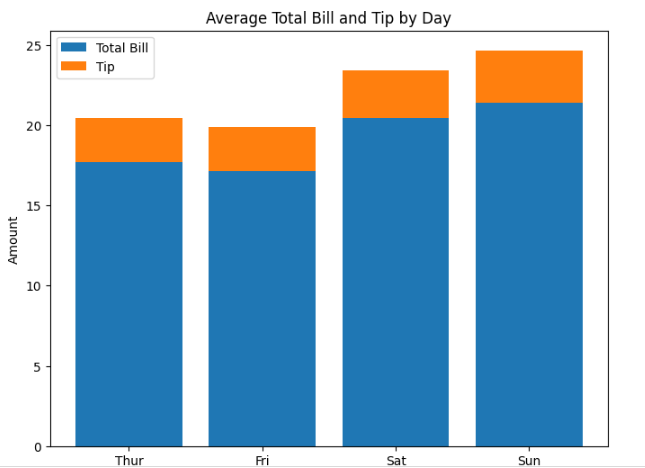 Average Total Bill and Tip by Day
Total Bill
Tip
Amount
25
20
15
10
5
0
Thur Fri Sat Sun